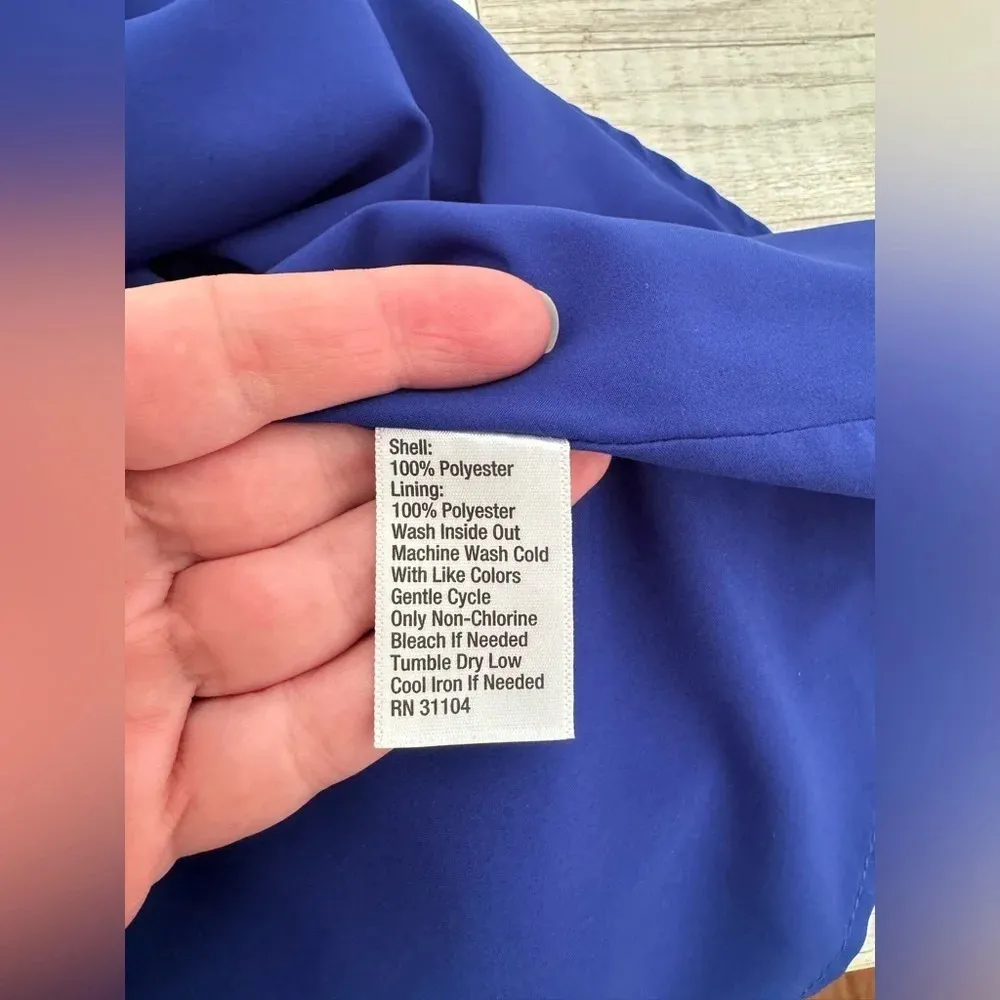 Shell:
100% Polyester
Lining:
100% Polyester
Wash Inside Out
Machine Wash Cold
With Like Colors
Gentle Cycle
Only Non-Chlorine
Bleach If Needed
Tumble Dry Low
Cool Iron If Needed
RN 31104